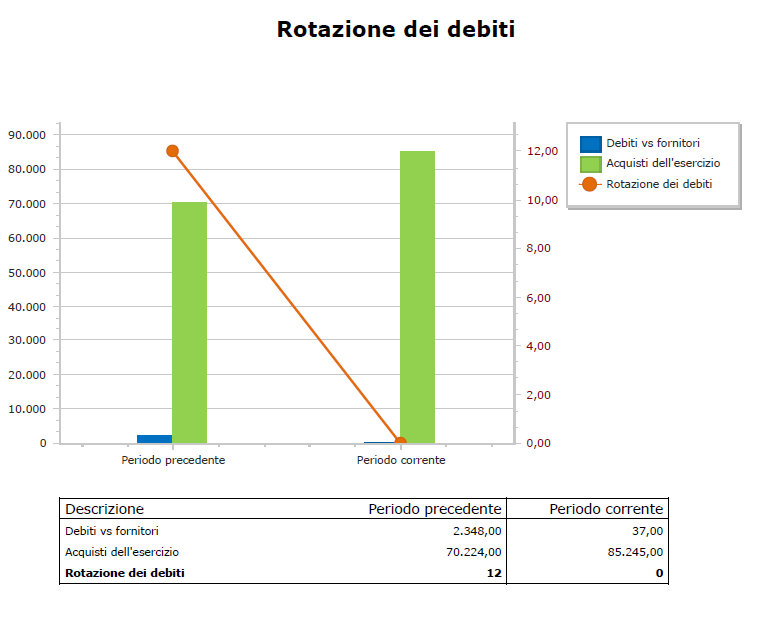 Rotazione dei debiti
90.000
80.000
70.000
60.000
50.000
40.000
30.000
20.000
10.000
0
12,00
10,00
8,00
6,00
4,00
2,00
0,00
Periodo precedente Periodo corrente
Debiti vs fornitori
Acquisti dell'esercizio
Rotazione dei debiti
Descrizione Periodo precedente Periodo corrente
Debiti vs fornitori 2.348,00 37,00
Acquisti dell'esercizio 70.224,00 85.245,00
Rotazione dei debiti 12 0